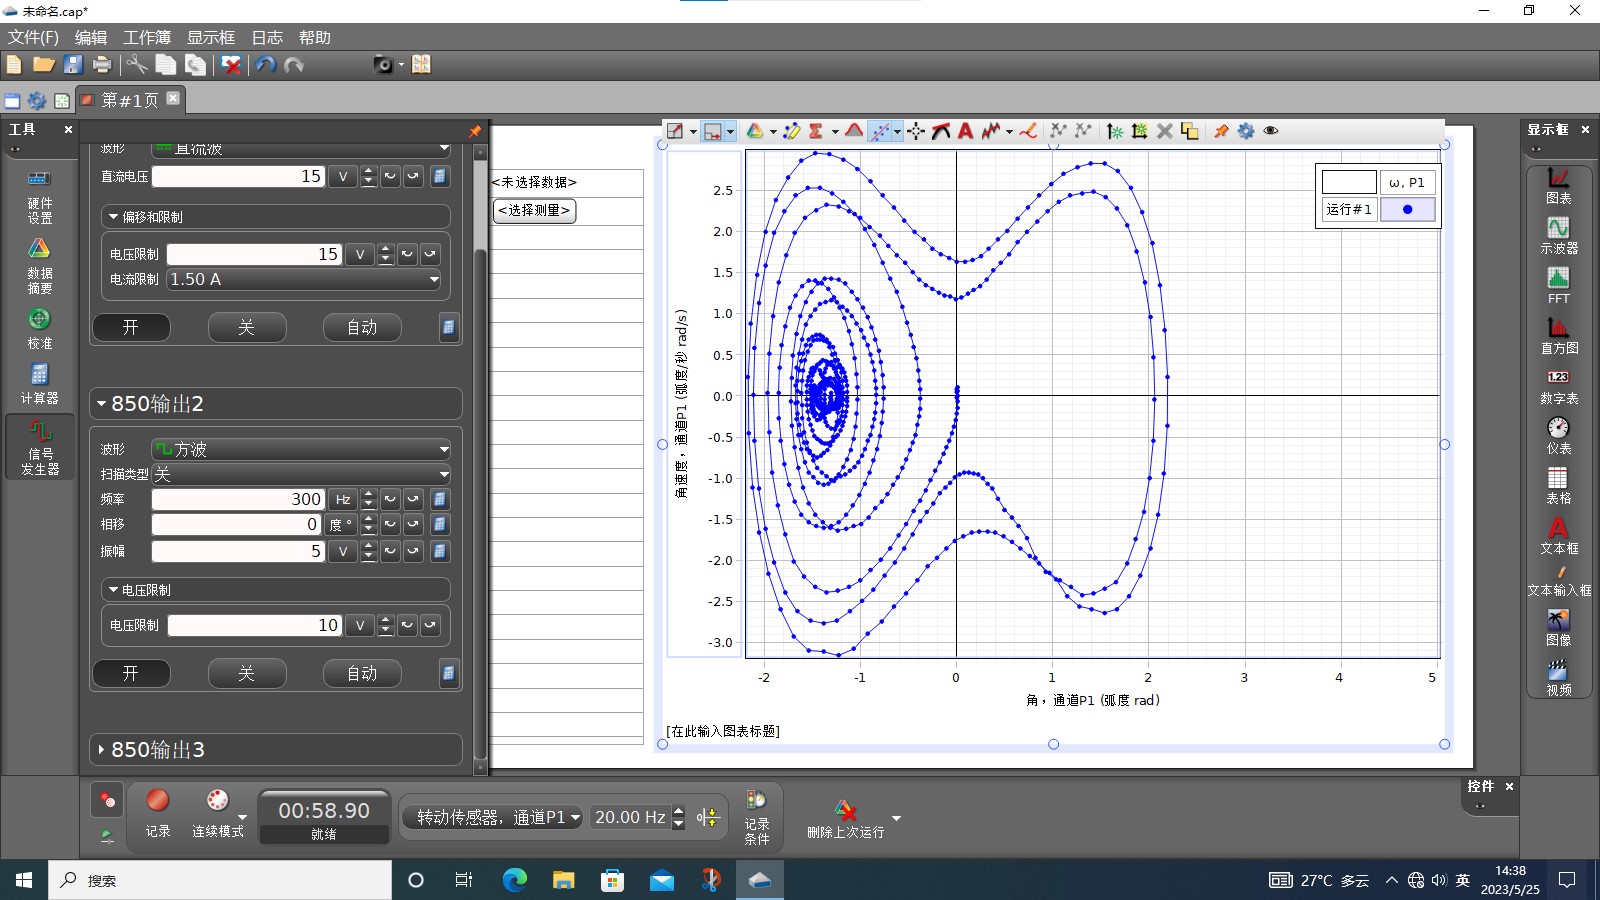 未命名.cap*
文件(F) 编辑 工作簿 显示框 日志 帮助
第#1页
工具
硬件
设置
数据
摘要
校准
计算器
信号
发生器
波形 直流波
直流电压 15 V
偏移和限制
电压限制 15 V
电流限制 1.50 A
开 关 自动
850输出2
波形 方波
扫描类型 关
频率 300 Hz
相移 0 度 °
振幅 5 V
电压限制
电压限制 10 V
开 关 自动
850输出3
<未选择数据>
<选择测量>
ω, P1
运行#1
角速度，通道P1 (弧度/秒 rad/s)
2.5
2.0
1.5
1.0
0.5
0.0
-0.5
-1.0
-1.5
-2.0
-2.5
-3.0
-2 -1 0 1 2 3 4 5
角，通道P1 (弧度 rad)
[在此输入图表标题]
显示框
图表
示波器
FFT
直方图
1.23
数字表
仪表
表格
文本框
文本输入框
图像
视频
控件
记录
连续模式
00:58.90
就绪
转动传感器，通道P1
20.00 Hz
记录
条件
删除上次运行
搜索
27°C 多云
英
14:38
2023/5/25